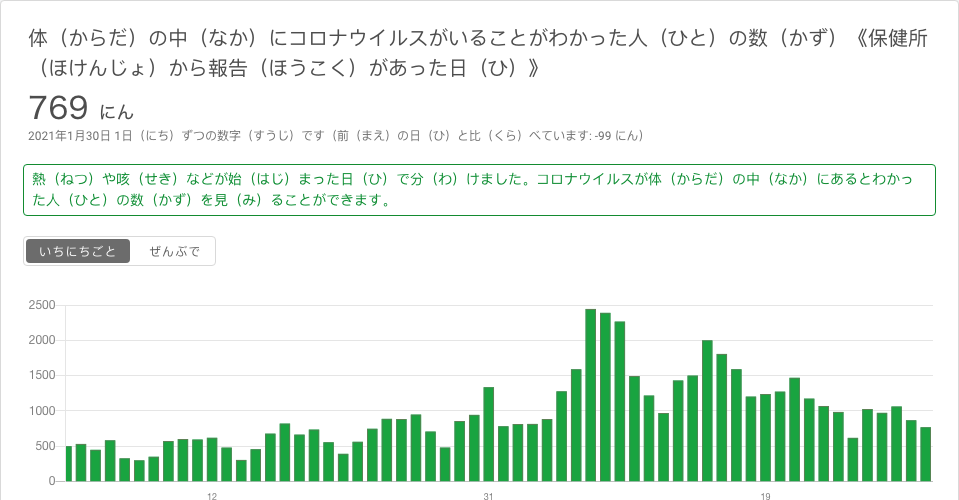 体（からだ）の中（なか）にコロナウイルスがいることがわかった人（ひと）の数（かず）《保健所
（ほけんじょ）から報告（ほうこく）があった日（ひ）》
769 にん
2021年1月30日 1日（にち）ずつの数字（すうじ）です（前（まえ）の日（ひ）と比（くら）べています: -99 にん）
熱（ねつ）や咳（せき）などが始（はじ）まった日（ひ）で分（わ）けました。コロナウイルスが体（からだ）の中（なか）にあるとわかっ
た人（ひと）の数（かず）を見（み）ることができます。
いちにちごと ぜんぶで
2500
2000
1500
1000
500
0
12 31 19